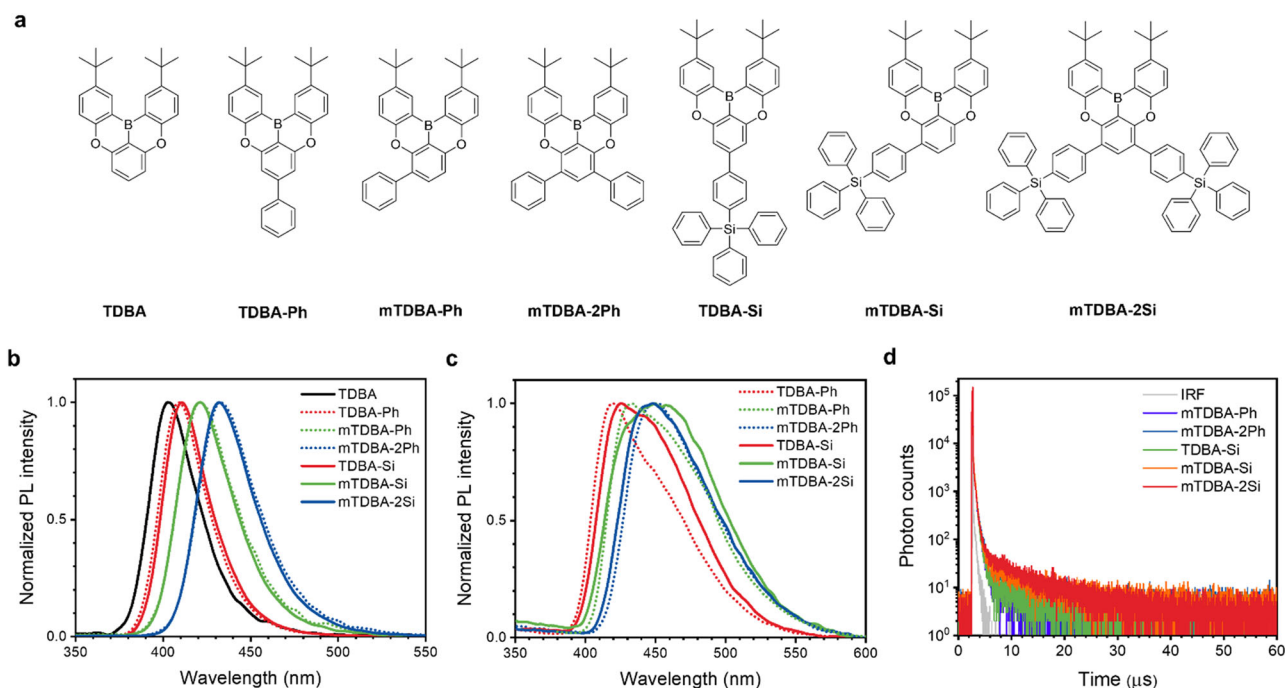 a
B
O
O
TDBA
B
O
O
TDBA-Ph
B
O
O
mTDBA-Ph
B
O
O
mTDBA-2Ph
B
O
O
Si
TDBA-Si
B
O
O
Si
mTDBA-Si
B
O
O
Si
Si
mTDBA-2Si
b
Normalized PL intensity
1.0
0.5
0.0
350
400
450
500
550
Wavelength (nm)
TDBA
TDBA-Ph
mTDBA-Ph
mTDBA-2Ph
TDBA-Si
mTDBA-Si
mTDBA-2Si
c
Normalized PL intensity
1.0
0.5
0.0
350
400
450
500
550
600
Wavelength (nm)
TDBA-Ph
mTDBA-Ph
mTDBA-2Ph
TDBA-Si
mTDBA-Si
mTDBA-2Si
d
Photon counts
10⁵
10⁴
10³
10²
10¹
10⁰
0
10
20
30
40
50
60
Time (μs)
IRF
mTDBA-Ph
mTDBA-2Ph
TDBA-Si
mTDBA-Si
mTDBA-2Si